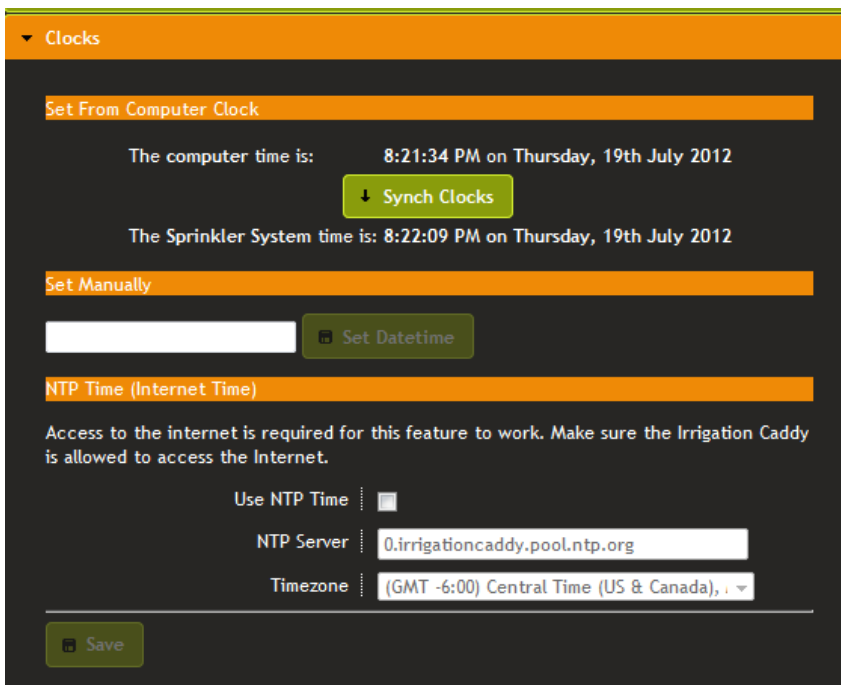 Clocks
Set From Computer Clock
The computer time is: 8:21:34 PM on Thursday, 19th July 2012
Synch Clocks
The Sprinkler System time is: 8:22:09 PM on Thursday, 19th July 2012
Set Manually
Set Datetime
NTP Time (Internet Time)
Access to the internet is required for this feature to work. Make sure the Irrigation Caddy
is allowed to access the Internet.
Use NTP Time
NTP Server 0.irrigationcaddy.pool.ntp.org
Timezone (GMT -6:00) Central Time (US & Canada),
Save